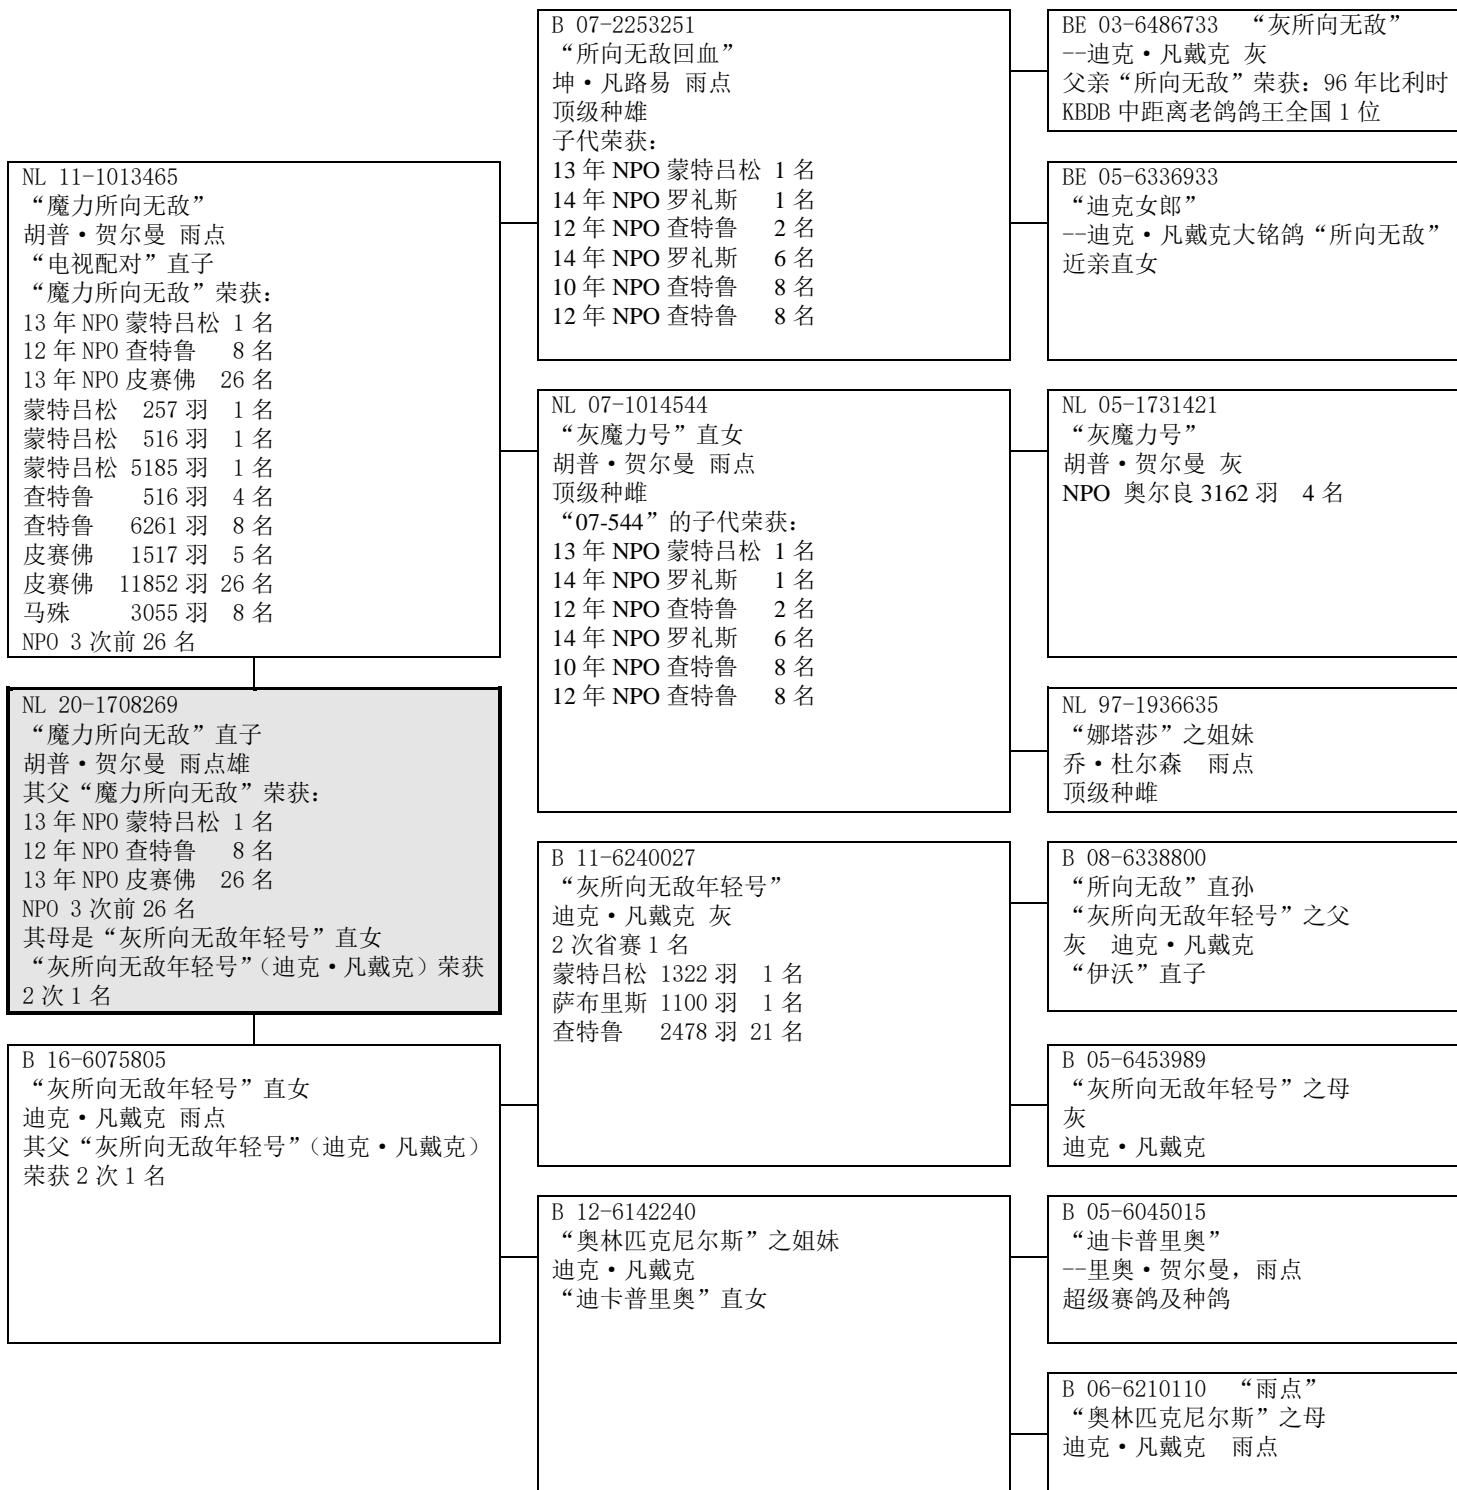 NL 11-1013465
“魔力所向无敌”
胡普·贺尔曼 雨点
“电视配对”直子
“魔力所向无敌”荣获：
13 年 NPO 蒙特吕松 1 名
12 年 NPO 查特鲁 8 名
13 年 NPO 皮赛佛 26 名
蒙特吕松 257 羽 1 名
蒙特吕松 516 羽 1 名
蒙特吕松 5185 羽 1 名
查特鲁 516 羽 4 名
查特鲁 6261 羽 8 名
皮赛佛 1517 羽 5 名
皮赛佛 11852 羽 26 名
马殊 3055 羽 8 名
NPO 3 次前 26 名
NL 20-1708269
“魔力所向无敌”直子
胡普·贺尔曼 雨点雄
其父“魔力所向无敌”荣获：
13 年 NPO 蒙特吕松 1 名
12 年 NPO 查特鲁 8 名
13 年 NPO 皮赛佛 26 名
NPO 3 次前 26 名
其母是“灰所向无敌年轻号”直女
“灰所向无敌年轻号”（迪克·凡戴克）荣获
2 次 1 名
B 16-6075805
“灰所向无敌年轻号”直女
迪克·凡戴克 雨点
其父“灰所向无敌年轻号”（迪克·凡戴克）
荣获 2 次 1 名
B 07-2253251
“所向无敌回血”
坤·凡路易 雨点
顶级种雄
子代荣获：
13 年 NPO 蒙特吕松 1 名
14 年 NPO 罗礼斯 1 名
12 年 NPO 查特鲁 2 名
14 年 NPO 罗礼斯 6 名
10 年 NPO 查特鲁 8 名
12 年 NPO 查特鲁 8 名
NL 07-1014544
“灰魔力号”直女
胡普·贺尔曼 雨点
顶级种雌
“07-544”的子代荣获：
13 年 NPO 蒙特吕松 1 名
14 年 NPO 罗礼斯 1 名
12 年 NPO 查特鲁 2 名
14 年 NPO 罗礼斯 6 名
10 年 NPO 查特鲁 8 名
12 年 NPO 查特鲁 8 名
B 11-6240027
“灰所向无敌年轻号”
迪克·凡戴克 灰
2 次省赛 1 名
蒙特吕松 1322 羽 1 名
萨布里斯 1100 羽 1 名
查特鲁 2478 羽 21 名
B 12-6142240
“奥林匹克尼尔斯”之姐妹
迪克·凡戴克
“迪卡普里奥”直女
BE 03-6486733 “灰所向无敌”
--迪克·凡戴克 灰
父亲“所向无敌”荣获：96 年比利时
KBDB 中距离老鸽鸽王全国 1 位
BE 05-6336933
“迪克女郎”
--迪克·凡戴克大铭鸽“所向无敌”
近亲直女
NL 05-1731421
“灰魔力号”
胡普·贺尔曼 灰
NPO 奥尔良 3162 羽 4 名
NL 97-1936635
“娜塔莎”之姐妹
乔·杜尔森 雨点
顶级种雌
B 08-6338800
“所向无敌”直孙
“灰所向无敌年轻号”之父
灰 迪克·凡戴克
“伊沃”直子
B 05-6453989
“灰所向无敌年轻号”之母
灰
迪克·凡戴克
B 05-6045015
“迪卡普里奥”
--里奥·贺尔曼，雨点
超级赛鸽及种鸽
B 06-6210110 “雨点”
“奥林匹克尼尔斯”之母
迪克·凡戴克 雨点